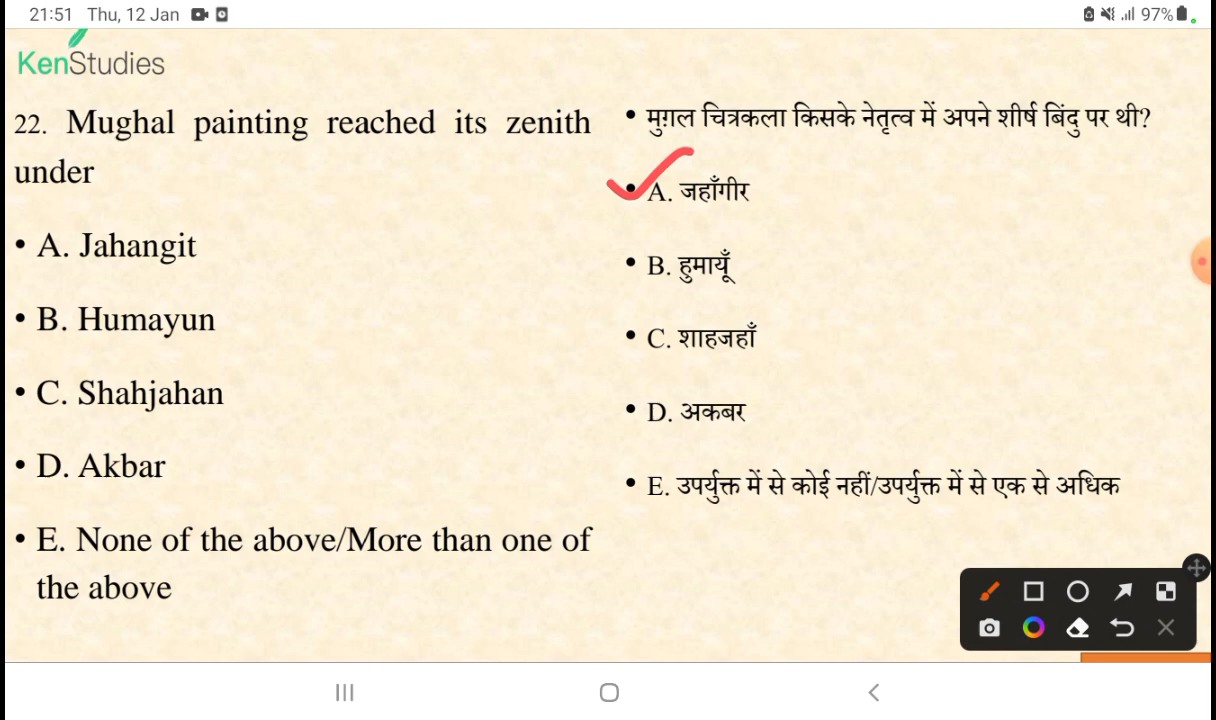 21:51 Thu, 12 Jan
97%
KenStudies
22. Mughal painting reached its zenith
under
• A. Jahangit
• B. Humayun
• C. Shahjahan
• D. Akbar
• E. None of the above/More than one of
the above
• मुग़ल चित्रकला किसके नेतृत्व में अपने शीर्ष बिंदु पर थी?
• A. जहाँगीर
• B. हुमायूँ
• C. शाहजहाँ
• D. अकबर
• E. उपर्युक्त में से कोई नहीं/उपर्युक्त में से एक से अधिक